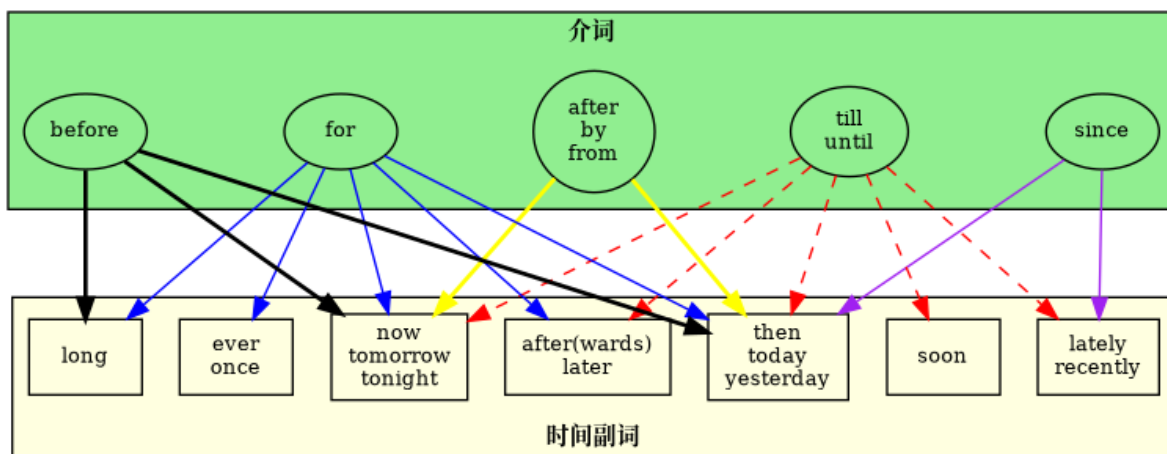 介词
before
for
after
by
from
till
until
since
long
ever
once
now
tomorrow
tonight
after(wards)
later
then
today
yesterday
soon
lately
recently
时间副词